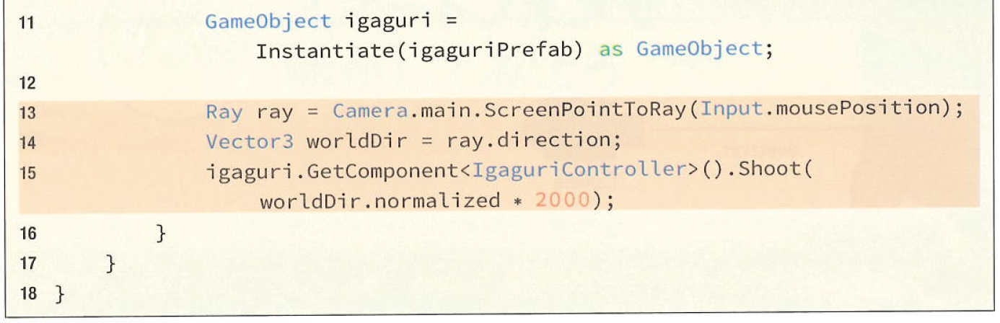 11 GameObject igaguri =
Instantiate(igaguriPrefab) as GameObject;
12
13 Ray ray = Camera.main.ScreenPointToRay(Input.mousePosition);
14 Vector3 worldDir = ray.direction;
15 igaguri.GetComponent<IgaguriController>().Shoot(
worldDir.normalized * 2000);
16 }
17 }
18 }